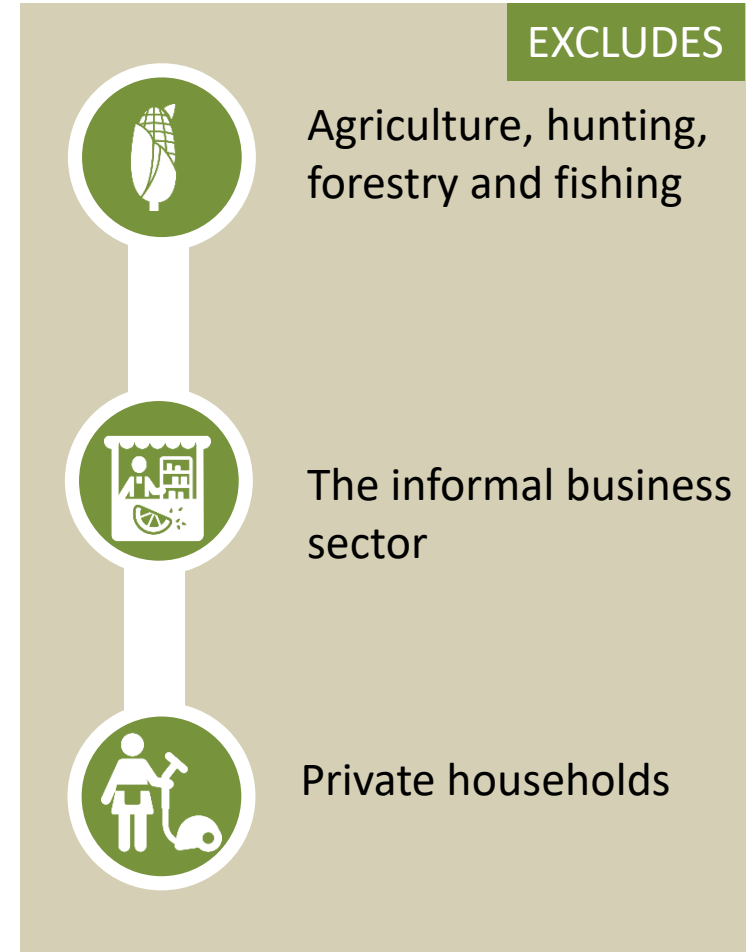 EXCLUDES
Agriculture, hunting,
forestry and fishing
The informal business
sector
Private households